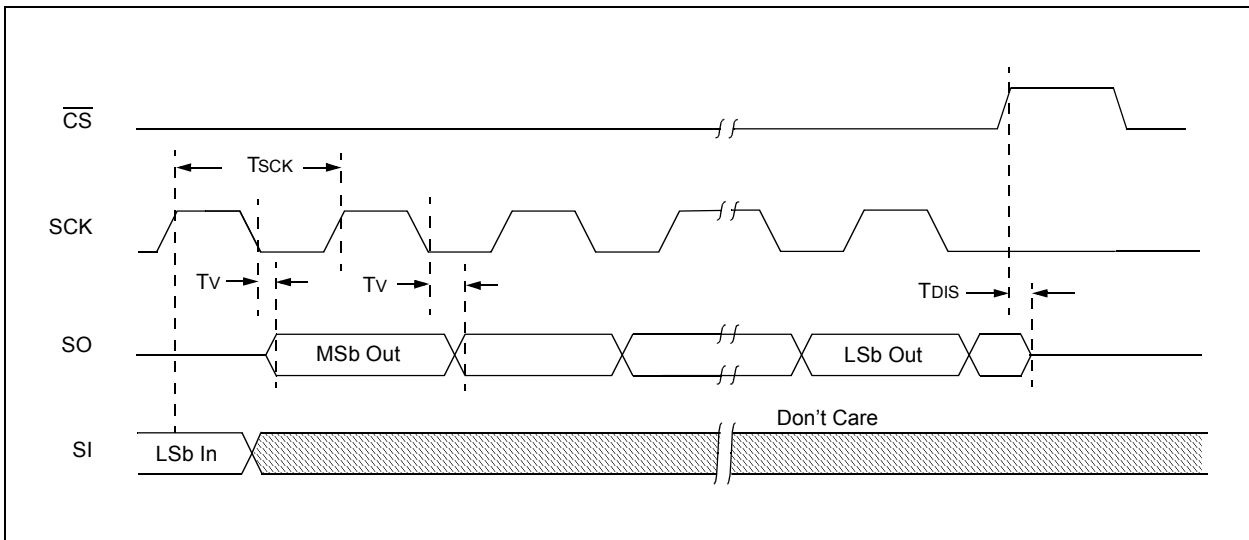 CS
TSCK
SCK
TV
TV
TDIS
SO
MSb Out
LSb Out
Don't Care
SI
LSb In